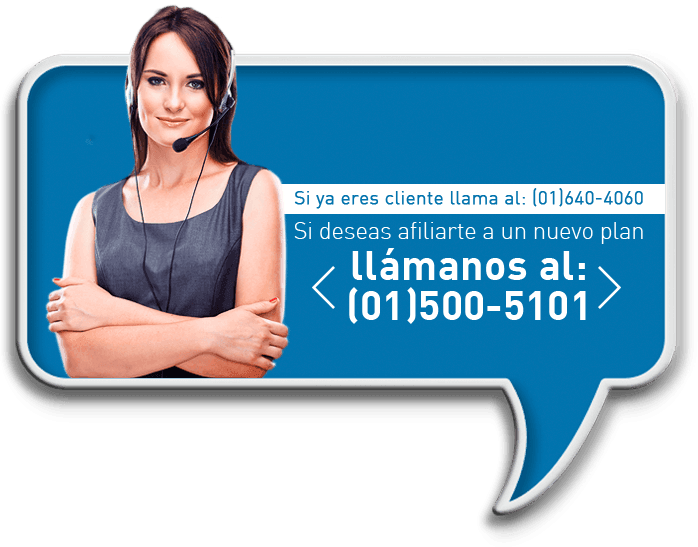 Si ya eres cliente llama al: (01)640-4060
Si deseas afiliarte a un nuevo plan
llámanos al:
(01)500-5101